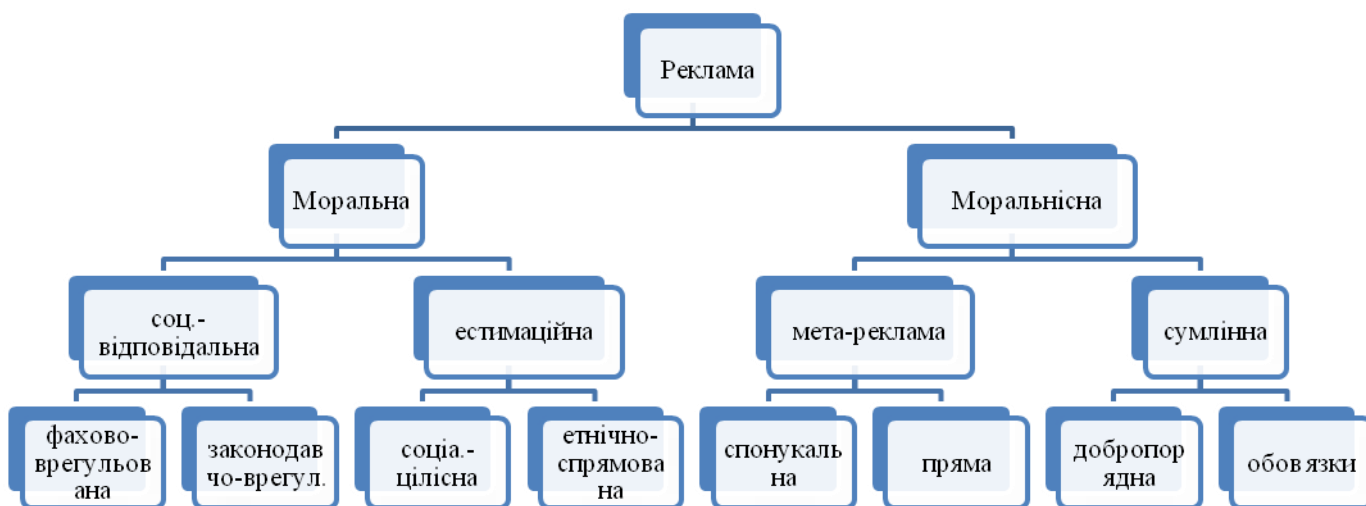 Реклама
Моральна
Моральнісна
соц.-
відповідальна
естимаційна
мета-реклама
сумлінна
фахово-
врегульов
ана
законодав
чо-врегул.
соціа.-
цілісна
етнічно-
спрямова
на
спонукаль
на
пряма
добропор
ядна
обов'язки